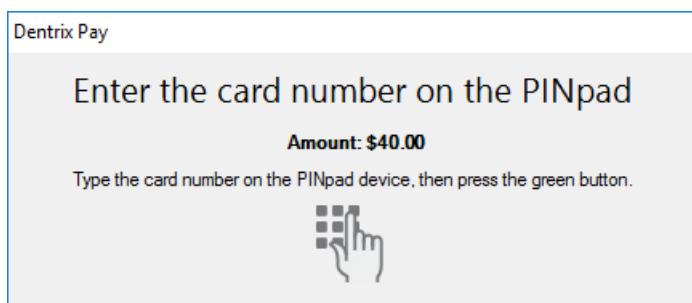 Dentrix Pay
Enter the card number on the PINpad
Amount: $40.00
Type the card number on the PINpad device, then press the green button.